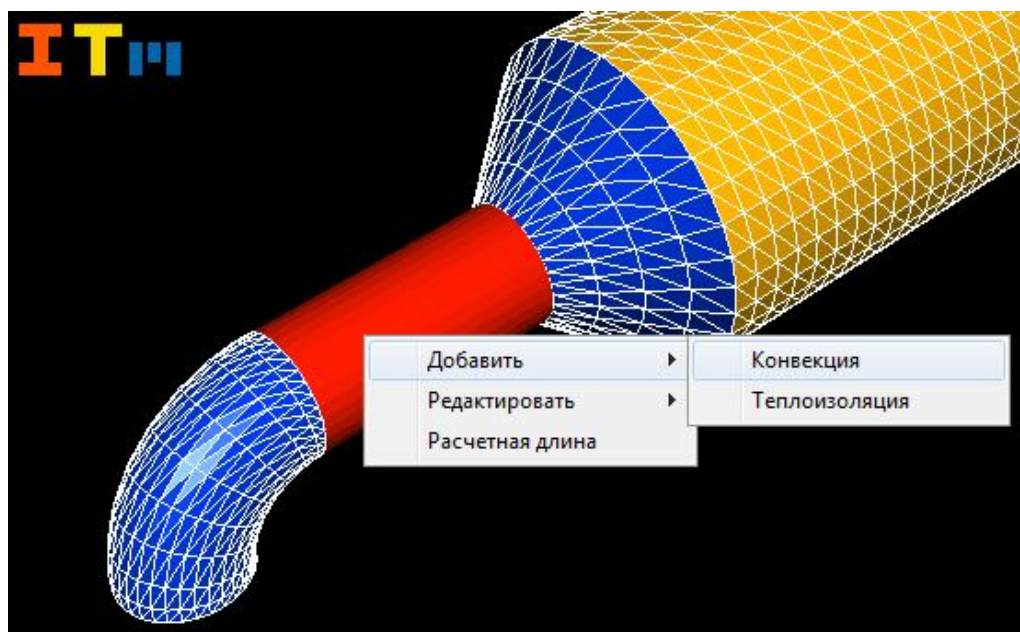 ITm
Добавить
Конвекция
Редактировать
Теплоизоляция
Расчетная длина